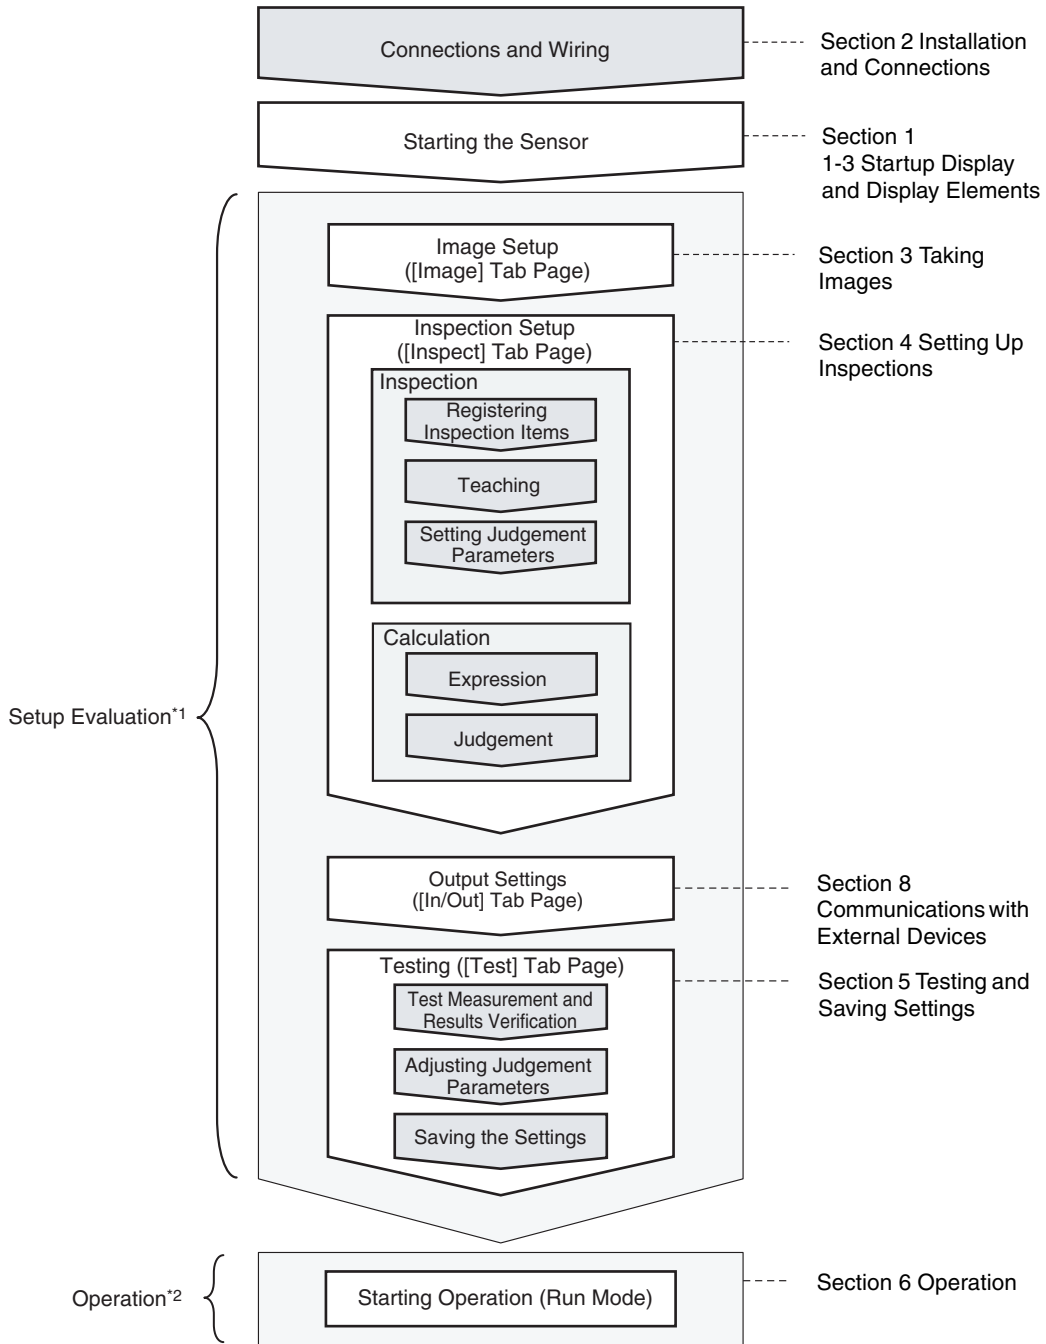 Connections and Wiring
Section 2 Installation
and Connections
Starting the Sensor
Section 1
1-3 Startup Display
and Display Elements
Image Setup
([Image] Tab Page)
Section 3 Taking
Images
Inspection Setup
([Inspect] Tab Page)
Section 4 Setting Up
Inspections
Inspection
Registering
Inspection Items
Teaching
Setting Judgement
Parameters
Calculation
Expression
Judgement
Setup Evaluation*1
Output Settings
([In/Out] Tab Page)
Section 8
Communications with
External Devices
Testing ([Test] Tab Page)
Section 5 Testing and
Saving Settings
Test Measurement and
Results Verification
Adjusting Judgement
Parameters
Saving the Settings
Operation*2
Starting Operation (Run Mode)
Section 6 Operation